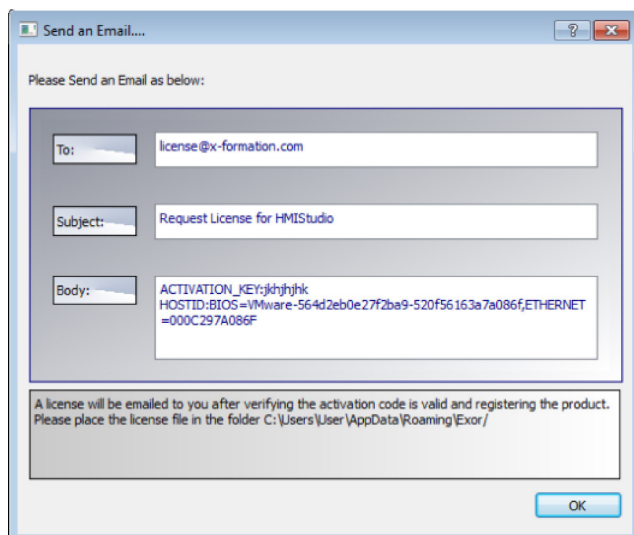 Send an Email....
Please Send an Email as below:
To:
license@x-formation.com
Subject:
Request License for HMIStudio
Body:
ACTIVATION_KEY:jkhjhjhk
HOSTID:BIOS=VMware-564d2eb0e27f2ba9-520f56163a7a086f,ETHERNET
=000C297A086F
A license will be emailed to you after verifying the activation code is valid and registering the product.
Please place the license file in the folder C:\Users\User\AppData\Roaming\Exor/
OK